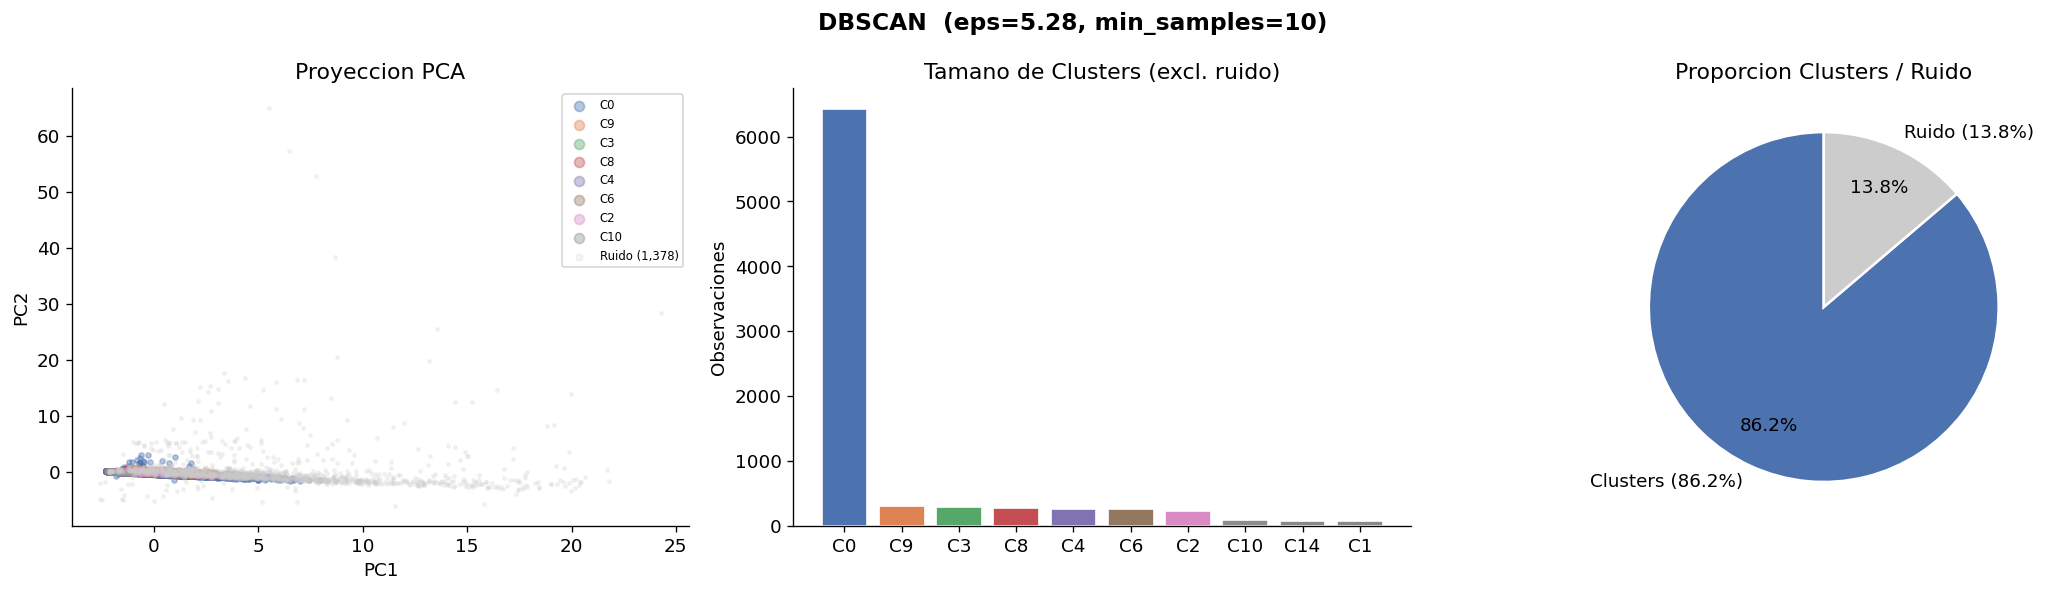 DBSCAN  (eps=5.28, min_samples=10)
Proyeccion PCA
60
50
40
30
20
10
0
PC2
0 5 10 15 20 25
PC1
C0
C9
C3
C8
C4
C6
C2
C10
Ruido (1,378)
Tamano de Clusters (excl. ruido)
6000
5000
4000
3000
2000
1000
0
Observaciones
C0 C9 C3 C8 C4 C6 C2 C10 C14 C1
Proporcion Clusters / Ruido
Ruido (13.8%)
13.8%
86.2%
Clusters (86.2%)